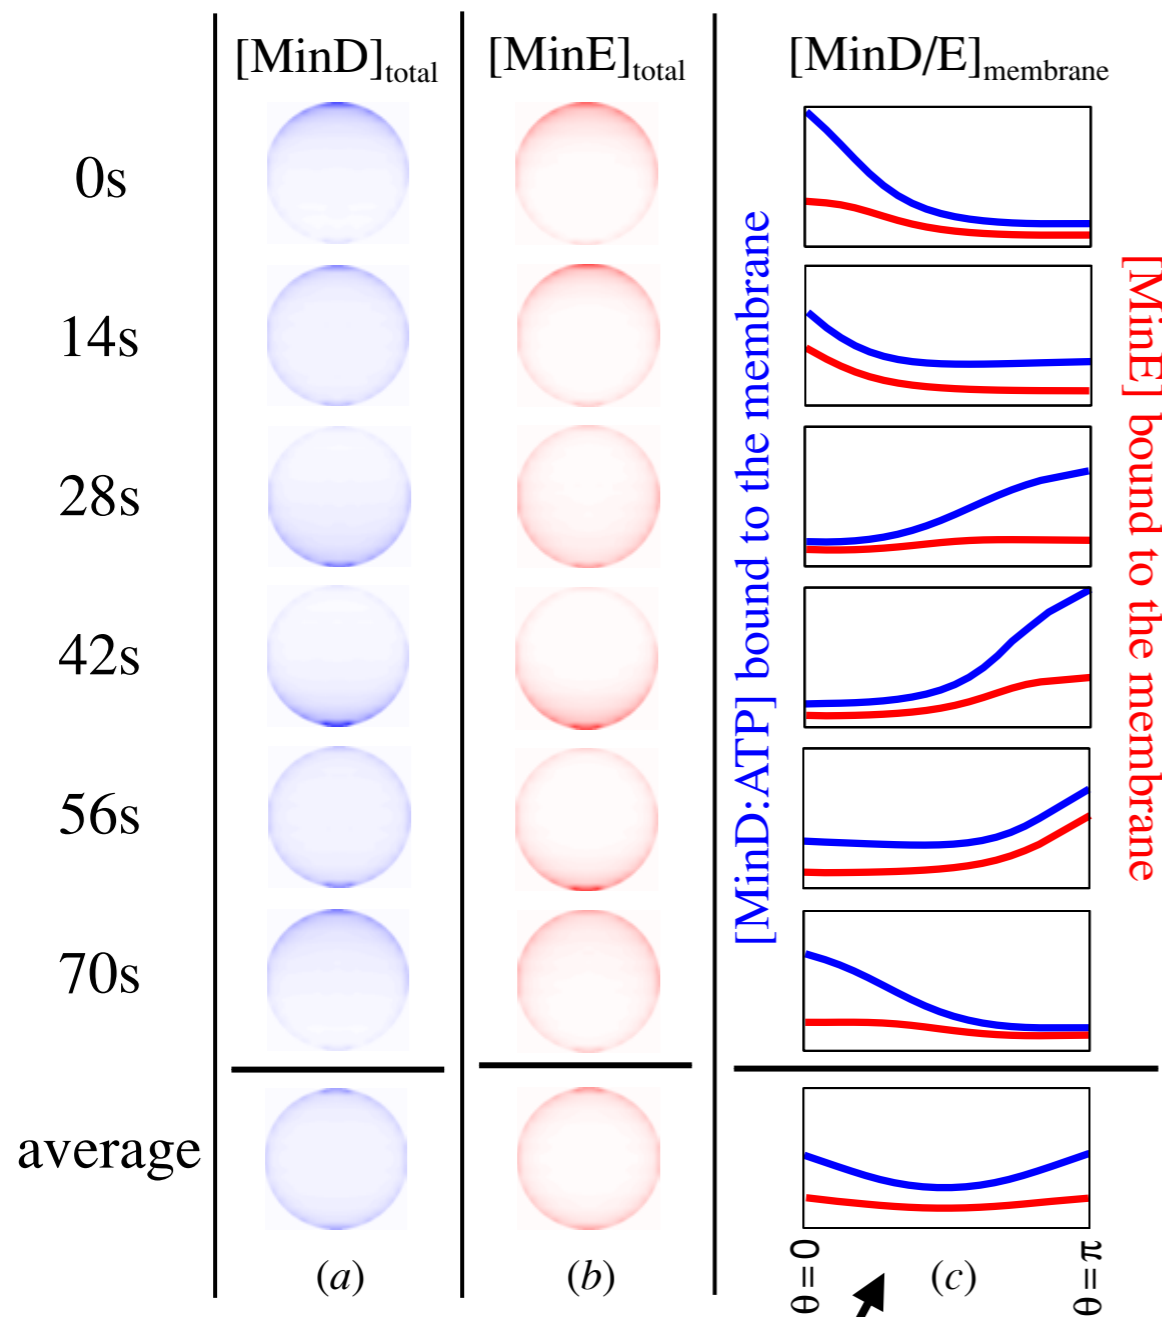 [MinD]total
[MinE]total
[MinD/E]membrane
0s
14s
28s
42s
56s
70s
average
[MinD:ATP] bound to the membrane
[MinE] bound to the membrane
θ = 0
θ = π
(a)
(b)
(c)